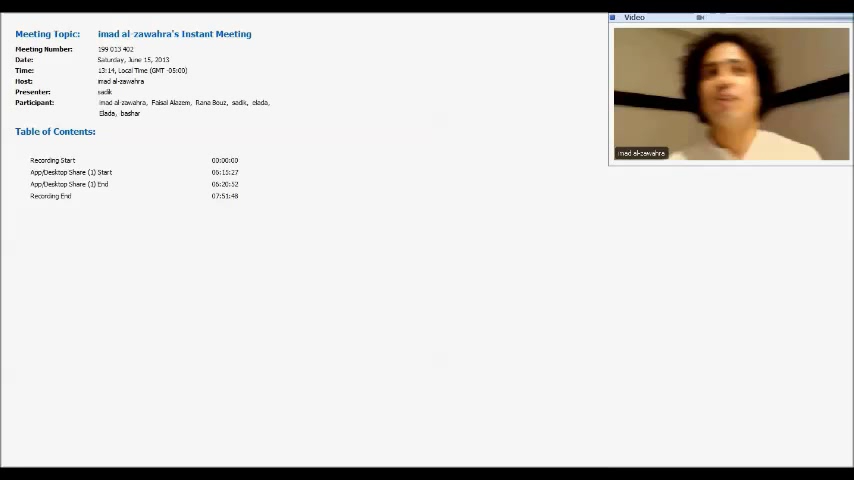 Video
Meeting Topic: imad al-zawahra's Instant Meeting
Meeting Number: 199 013 402
Date: Saturday, June 15, 2013
Time: 13:14, Local Time (GMT -05:00)
Host: imad al-zawahra
Presenter: sadik
Participant: imad al-zawahra, Faisal Alazem, Rana Bouz, sadik, elada,
Elada, bashar
Table of Contents:
imad al-zawahra
Recording Start 00:00:00
App/Desktop Share (1) Start 06:15:27
App/Desktop Share (1) End 06:20:52
Recording End 07:51:48